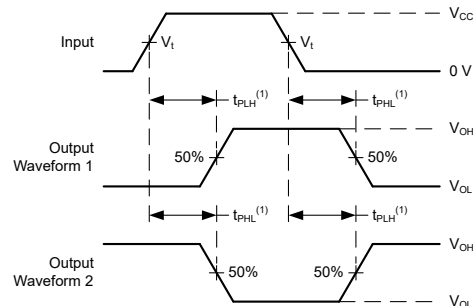 V_CC
Input
V_t
V_t
0 V
t_PLH^(1)
t_PHL^(1)
V_OH
Output
Waveform 1
50%
50%
V_OL
t_PHL^(1)
t_PLH^(1)
V_OH
Output
Waveform 2
50%
50%
V_OL